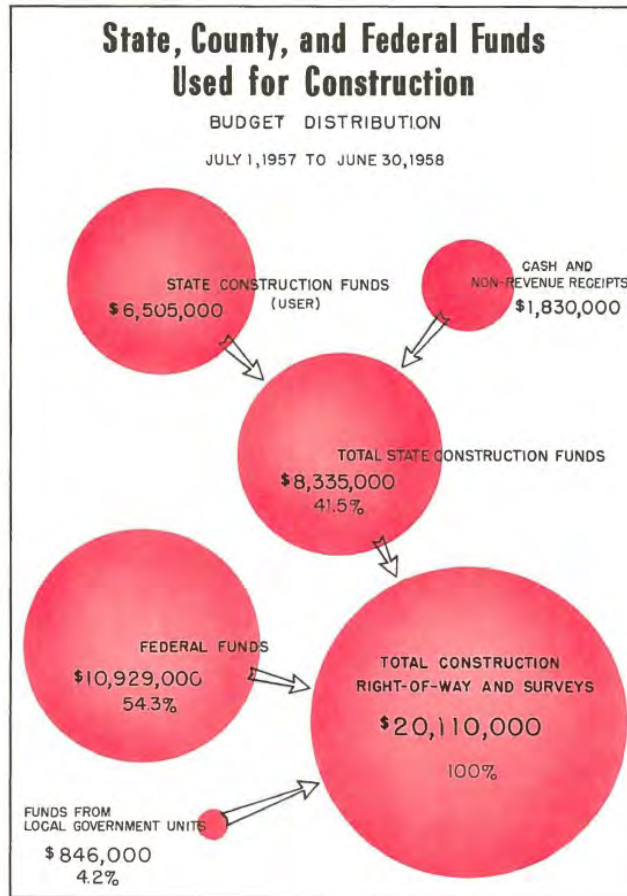 State, County, and Federal Funds
Used for Construction
BUDGET DISTRIBUTION
JULY 1, 1957 TO JUNE 30, 1958
STATE CONSTRUCTION FUNDS
(USER)
$6,505,000
CASH AND
NON-REVENUE RECEIPTS
$1,830,000
TOTAL STATE CONSTRUCTION FUNDS
$8,335,000
41.5%
FEDERAL FUNDS
$10,929,000
54.3%
TOTAL CONSTRUCTION
RIGHT-OF-WAY AND SURVEYS
$20,110,000
100%
FUNDS FROM
LOCAL GOVERNMENT UNITS
$846,000
4.2%